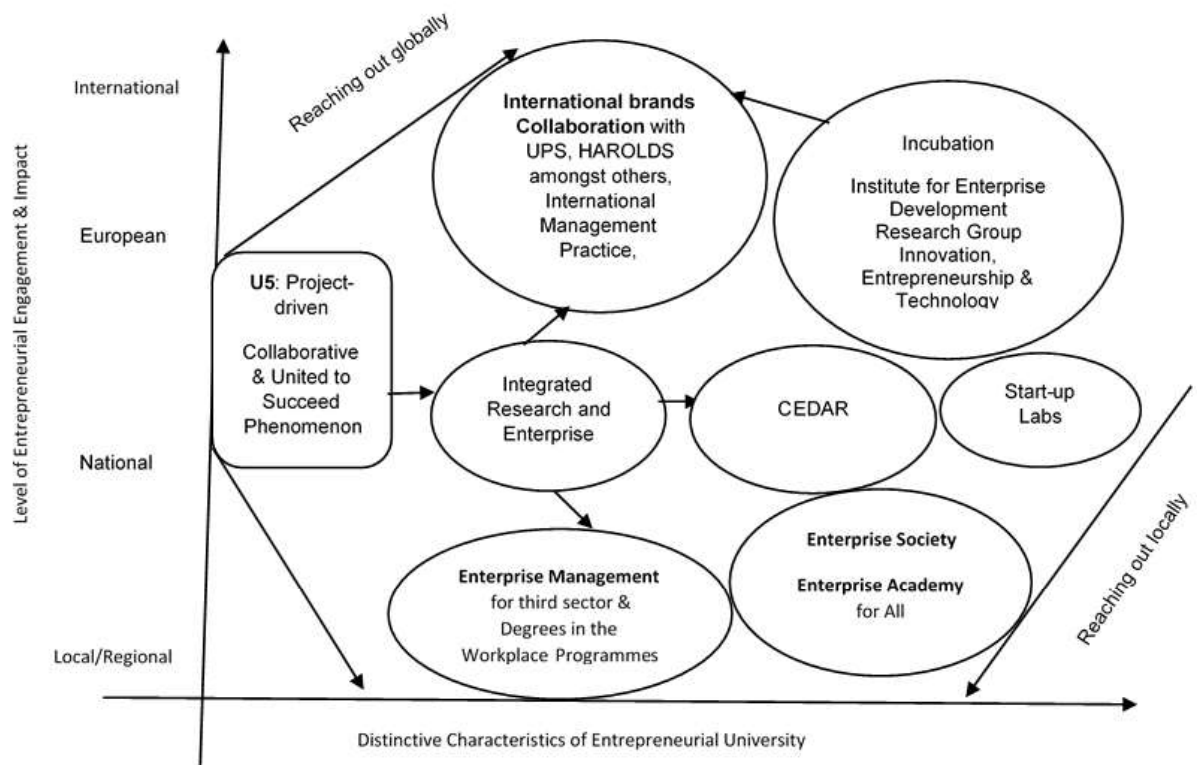 Level of Entrepreneurial Engagement & Impact
International
European
National
Local/Regional
Reaching out globally
International brands
Collaboration with
UPS, HAROLDS
amongst others,
International
Management
Practice,
Incubation
Institute for Enterprise
Development
Research Group
Innovation,
Entrepreneurship &
Technology
U5: Project-
driven
Collaborative
& United to
Succeed
Phenomenon
Integrated
Research and
Enterprise
CEDAR
Start-up
Labs
Enterprise Management
for third sector &
Degrees in the
Workplace Programmes
Enterprise Society
Enterprise Academy
for All
Reaching out locally
Distinctive Characteristics of Entrepreneurial University